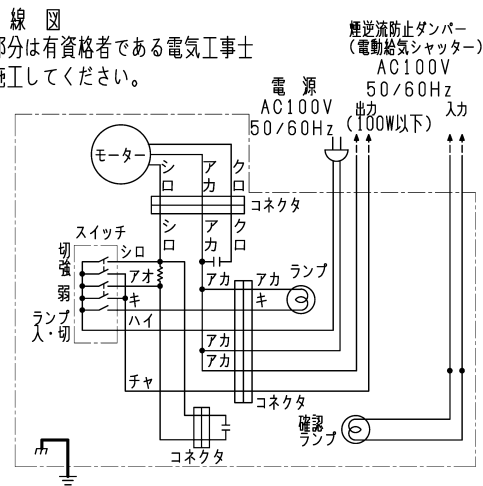 線 図
部分は有資格者である電気工事士
施工してください。
煙逆流防止ダンパー
(電動給気シャッター)
AC100V
50/60Hz
(100W以下)
出力
入力
電 源
AC100V
50/60Hz
モーター
シロ
アカ
クロ
コネクタ
シロ
アカ
クロ
スイッチ
切
強
弱
ランプ
入・切
シロ
アオ
キ
ハイ
チャ
アカ
アカ
キ
ランプ
アカ
アカ
コネクタ
コネクタ
確認
ランプ